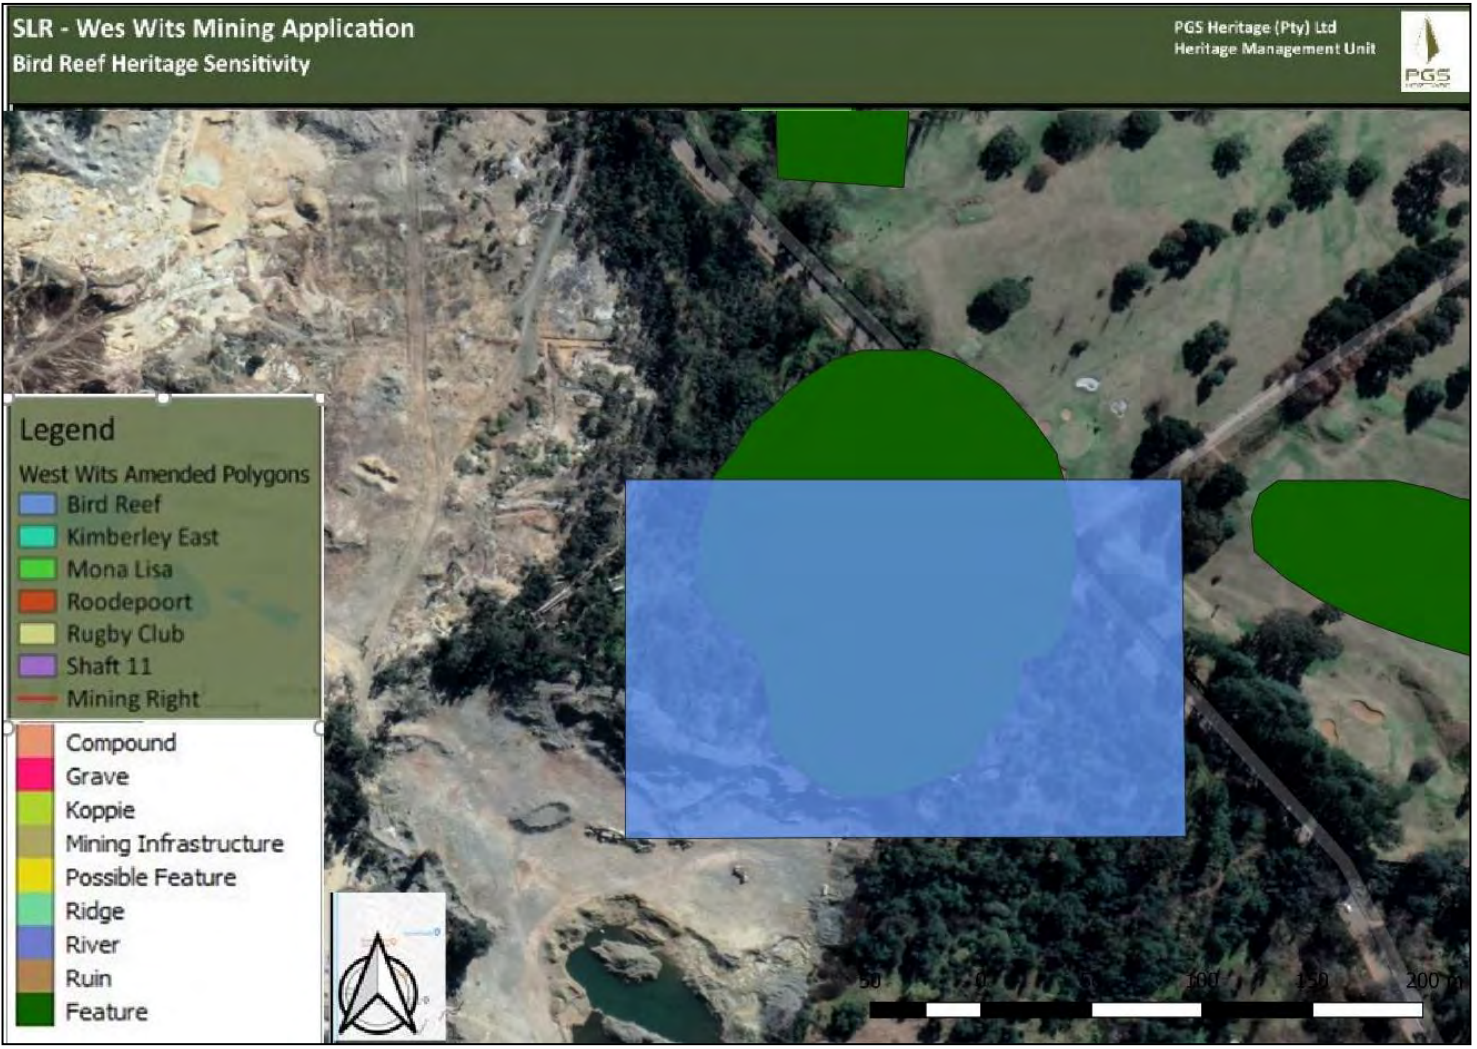 SLR - Wes Wits Mining Application
Bird Reef Heritage Sensitivity
PGS Heritage (Pty) Ltd
Heritage Management Unit
PGS
Legend
West Wits Amended Polygons
Bird Reef
Kimberley East
Mona Lisa
Roodepoort
Rugby Club
Shaft 11
Mining Right
Compound
Grave
Koppie
Mining Infrastructure
Possible Feature
Ridge
River
Ruin
Feature
50 0 50 100 150 200 m